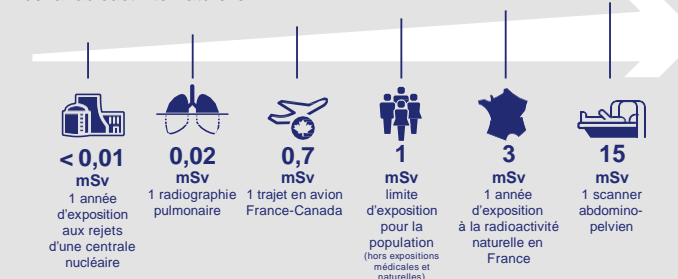 < 0,01
mSv
1 année
d'exposition
aux rejets
d'une centrale
nucléaire
0,02
mSv
1 radiographie
pulmonaire
0,7
mSv
1 trajet en avion
France-Canada
1
mSv
limite
d'exposition
pour la
population
(hors expositions
médicales et
naturelles)
3
mSv
1 année
d'exposition
à la radioactivité
naturelle en
France
15
mSv
1 scanner
abdomino-
pelvien